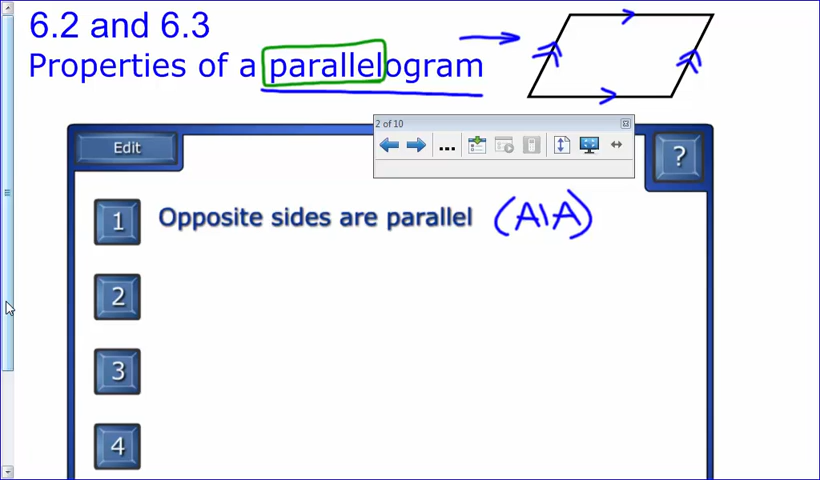 6.2 and 6.3
Properties of a parallelogram
2 of 10
Edit
?
1 Opposite sides are parallel (A\A)
2
3
4